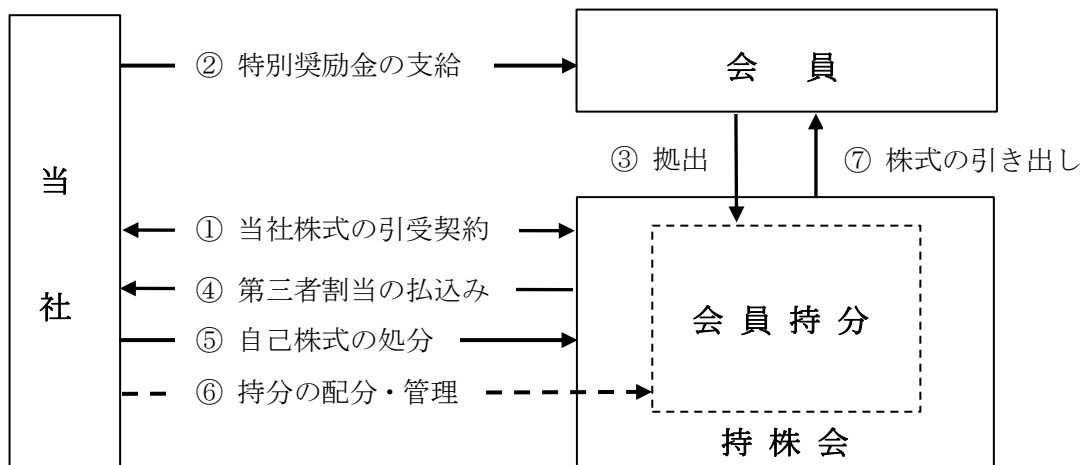 ② 特別奨励金の支給
会 員
③ 拠出
⑦ 株式の引き出し
当
社
① 当社株式の引受契約
④ 第三者割当の払込み
⑤ 自己株式の処分
⑥ 持分の配分・管理
会 員 持 分
持 株 会